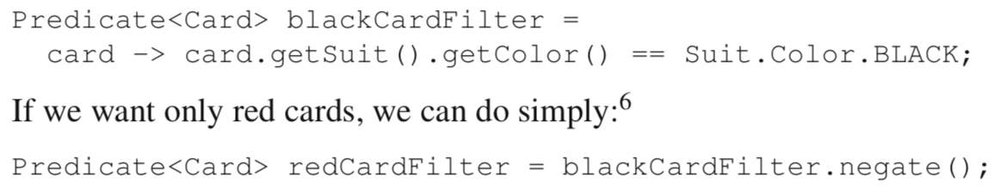 Predicate<Card> blackCardFilter =
card -> card.getSuit().getColor() == Suit.Color.BLACK;
If we want only red cards, we can do simply:⁶
Predicate<Card> redCardFilter = blackCardFilter.negate();